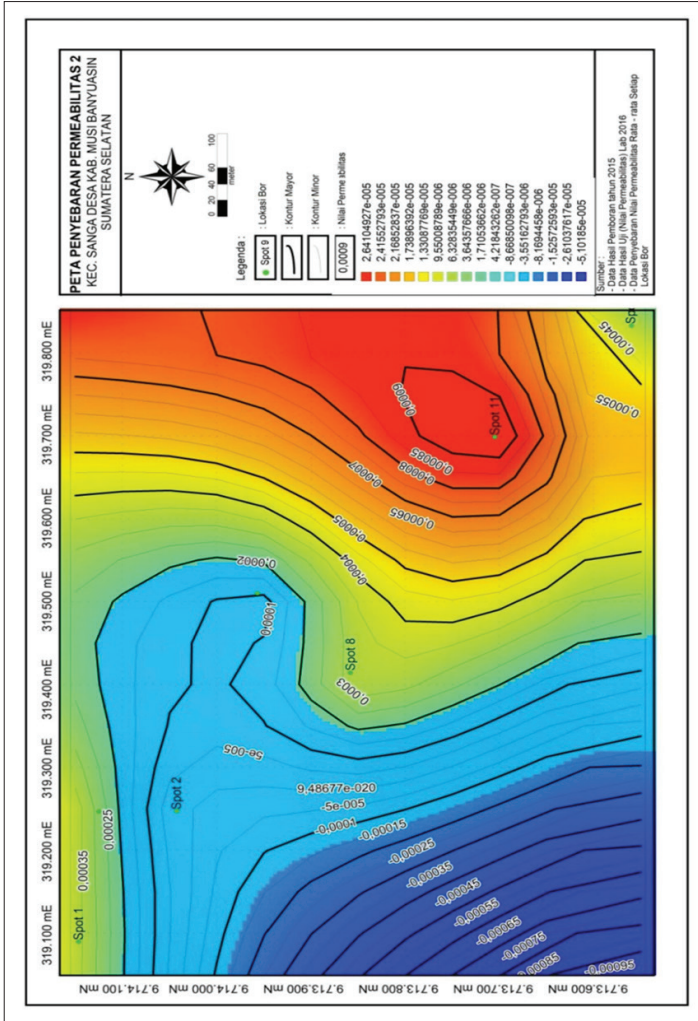 PETA PENYEBARAN PERMEABILITAS 2
KEC. SANGA DESA KAB. MUSI BANYUASIN
SUMATERA SELATAN
N
0 20 40 60 100
meter
Legenda :
Spot 9 : Lokasi Bor
: Kontur Mayor
: Kontur Minor
0,0009 : Nilai Perme abilitas
2,64104927e-005
2,41552793e-005
2,16852837e-005
1,73896392e-005
1,33087769e-005
9,55008789e-006
6,32835449e-006
3,64357666e-006
1,71053662e-006
4,21843262e-007
-8,66850098e-007
-3,55162793e-006
-8,1694458e-006
-1,52572593e-005
-2,61037617e-005
-5,10185e-005
Sumber :
- Data Hasil Pemboran tahun 2015
- Data Hasil Uji (Nilai Permeabilitas) Lab 2016
- Data Penyebaran Nilai Permeabilitas Rata - rata Setiap
Lokasi Bor
319.100 mE
319.200 mE
319.300 mE
319.400 mE
319.500 mE
319.600 mE
319.700 mE
319.800 mE
9.714.100 mN
9.714.000 mN
9.713.900 mN
9.713.800 mN
9.713.700 mN
9.713.600 mN
Spot 1
0,00035
0,00025
Spot 2
5e-005
9,48677e-020
-5e-005
-0,0001
-0,00015
-0,00025
-0,00035
-0,00045
-0,00055
-0,00065
-0,00075
-0,00085
-0,00095
0,0002
0,0001
Spot 8
0,0003
0,0004
0,0005
0,0007
0,00065
0,0008
0,00085
0,0009
Spot 11
0,00055
0,00045
Sp